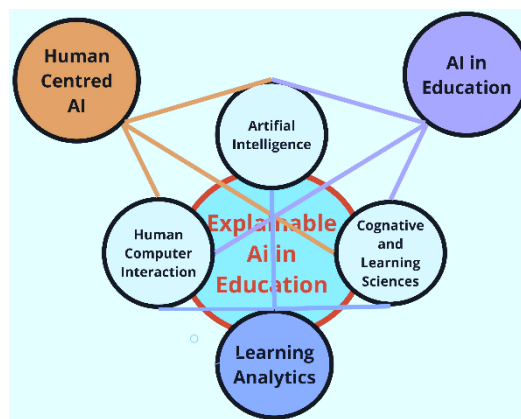 Human
Centred
AI
AI in
Education
Artifial
Intelligence
Human
Computer
Interaction
Explainable
Ai in
Education
Cognative
and
Learning
Sciences
Learning
Analytics